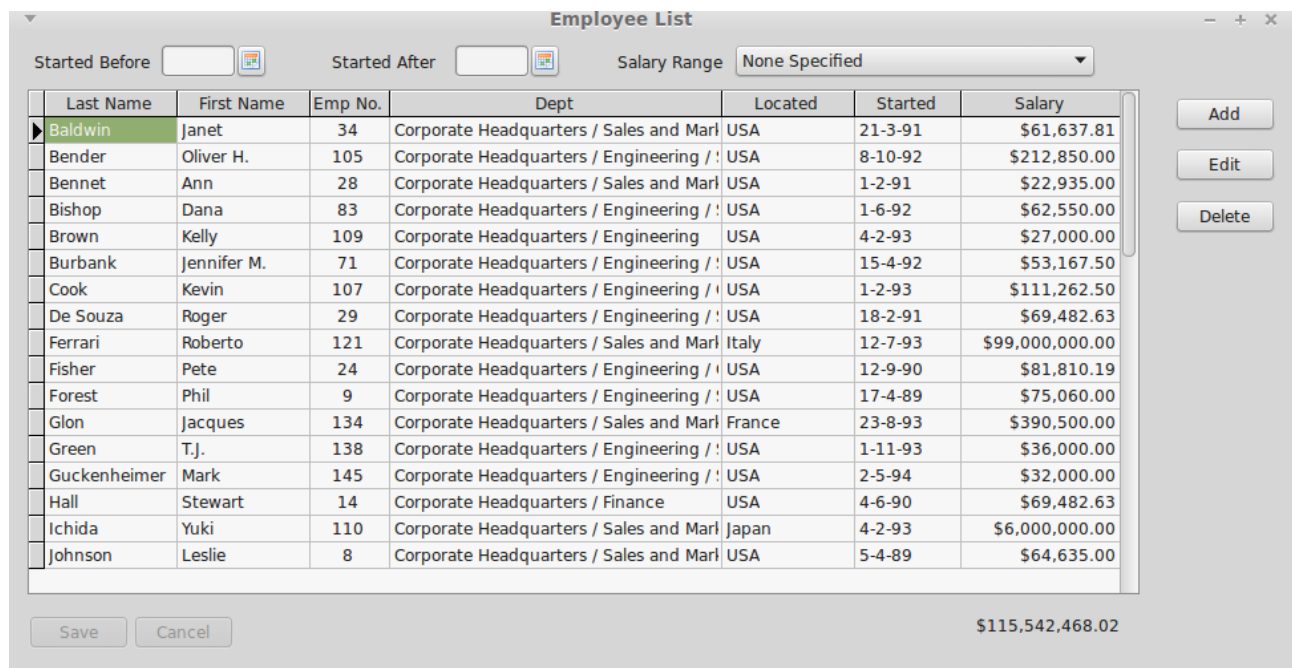 Employee List
Started Before Started After Salary Range None Specified
Last Name First Name Emp No. Dept Located Started Salary
Baldwin Janet 34 Corporate Headquarters / Sales and Mark USA 21-3-91 $61,637.81
Bender Oliver H. 105 Corporate Headquarters / Engineering / USA 8-10-92 $212,850.00
Bennet Ann 28 Corporate Headquarters / Sales and Mark USA 1-2-91 $22,935.00
Bishop Dana 83 Corporate Headquarters / Engineering / USA 1-6-92 $62,550.00
Brown Kelly 109 Corporate Headquarters / Engineering USA 4-2-93 $27,000.00
Burbank Jennifer M. 71 Corporate Headquarters / Engineering / USA 15-4-92 $53,167.50
Cook Kevin 107 Corporate Headquarters / Engineering / USA 1-2-93 $111,262.50
De Souza Roger 29 Corporate Headquarters / Engineering / USA 18-2-91 $69,482.63
Ferrari Roberto 121 Corporate Headquarters / Sales and Mark Italy 12-7-93 $99,000,000.00
Fisher Pete 24 Corporate Headquarters / Engineering / USA 12-9-90 $81,810.19
Forest Phil 9 Corporate Headquarters / Engineering / USA 17-4-89 $75,060.00
Glon Jacques 134 Corporate Headquarters / Sales and Mark France 23-8-93 $390,500.00
Green T.J. 138 Corporate Headquarters / Engineering / USA 1-11-93 $36,000.00
Guckenheimer Mark 145 Corporate Headquarters / Engineering / USA 2-5-94 $32,000.00
Hall Stewart 14 Corporate Headquarters / Finance USA 4-6-90 $69,482.63
Ichida Yuki 110 Corporate Headquarters / Sales and Mark Japan 4-2-93 $6,000,000.00
Johnson Leslie 8 Corporate Headquarters / Sales and Mark USA 5-4-89 $64,635.00
Add
Edit
Delete
Save Cancel $115,542,468.02